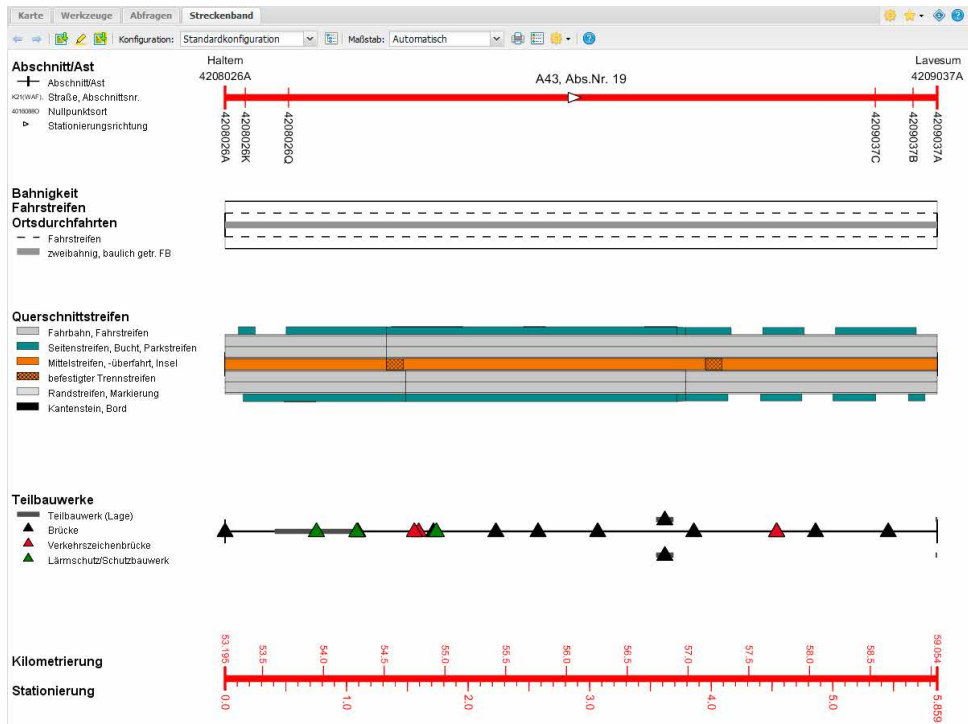 Karte Werkzeuge Abfragen Streckenband
Konfiguration: Standardkonfiguration Maßstab: Automatisch
Abschnitt/Ast
Abschnitt/Ast
K21(WAF), Straße, Abschnittsnr.
Nullpunktsort
Stationierungsrichtung
Haltern
4208026A
A43, Abs.Nr. 19
Lavesum
4209037A
4208026A
4208026K
4208026Q
4209037C
4209037B
4209037A
Bahnigkeit
Fahrstreifen
Ortsdurchfahrten
Fahrstreifen
zweibahnig, baulich getr. FB
Querschnittstreifen
Fahrbahn, Fahrstreifen
Seitenstreifen, Bucht, Parkstreifen
Mittelstreifen, -überfahrt, Insel
befestigter Trennstreifen
Randstreifen, Markierung
Kantenstein, Bord
Teilbauwerke
Teilbauwerk (Lage)
Brücke
Verkehrszeichenbrücke
Lärmschutz/Schutzbauwerk
Kilometrierung
53.195 53.5 54.0 54.5 55.0 55.5 56.0 56.5 57.0 57.5 58.0 58.5 59.054
Stationierung
0.0 1.0 2.0 3.0 4.0 5.0 5.859